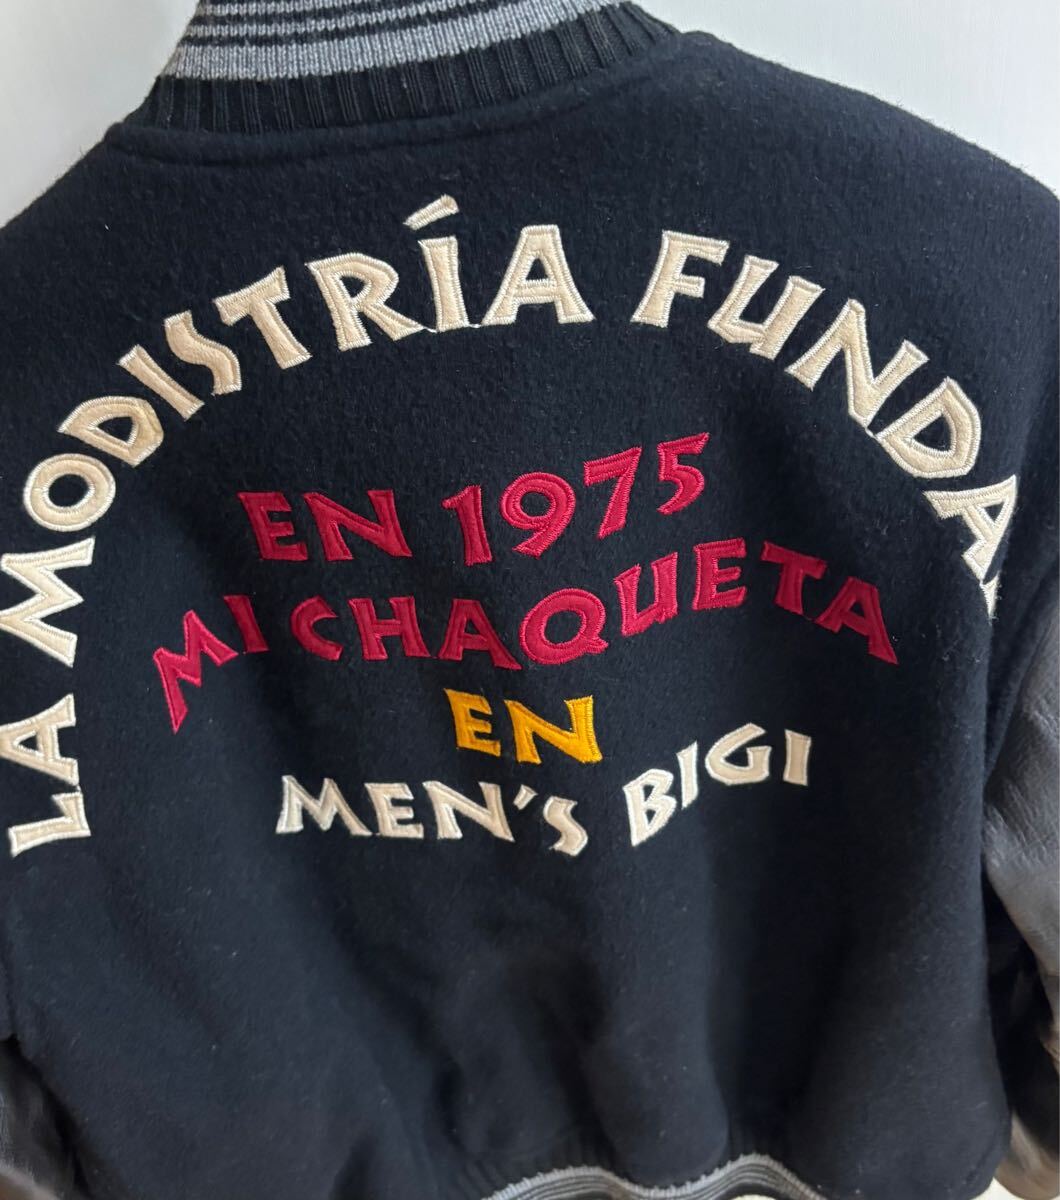 LA MODISTRÍA FUNDA
EN 1975
MI CHAQUETA
EN
MEN'S BIGI